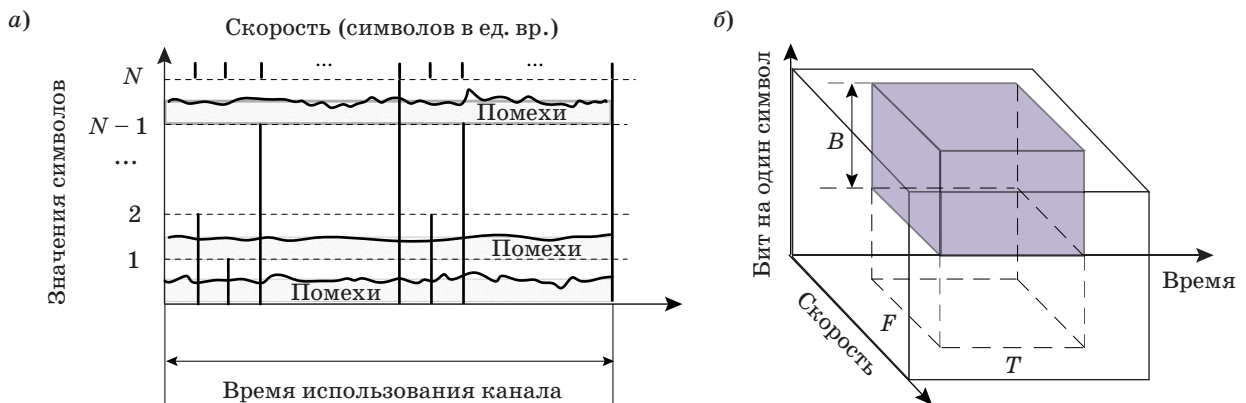 а)
Скорость (символов в ед. вр.)
Значения символов
N
... ...
Помехи
N – 1
...
2
Помехи
1
Помехи
Время использования канала
б)
Бит на один символ
B
Время
Скорость
F
T